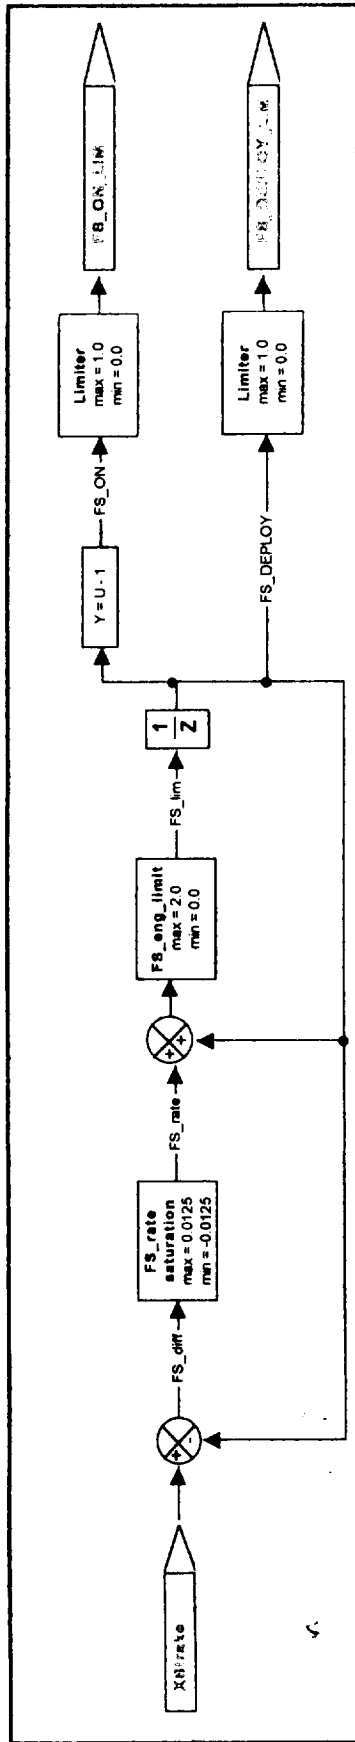 FS_diff
+
-
FS_rate
saturation
max = 0.0125
min = -0.0125
FS_rate
+
+
FS_eng_limit
max = 2.0
min = 0.0
FS_lim
1
Z
Y = U - 1
FS_ON
Limiter
max = 1.0
min = 0.0
FS_ON_LIM
FS_DEPLOY
Limiter
max = 1.0
min = 0.0